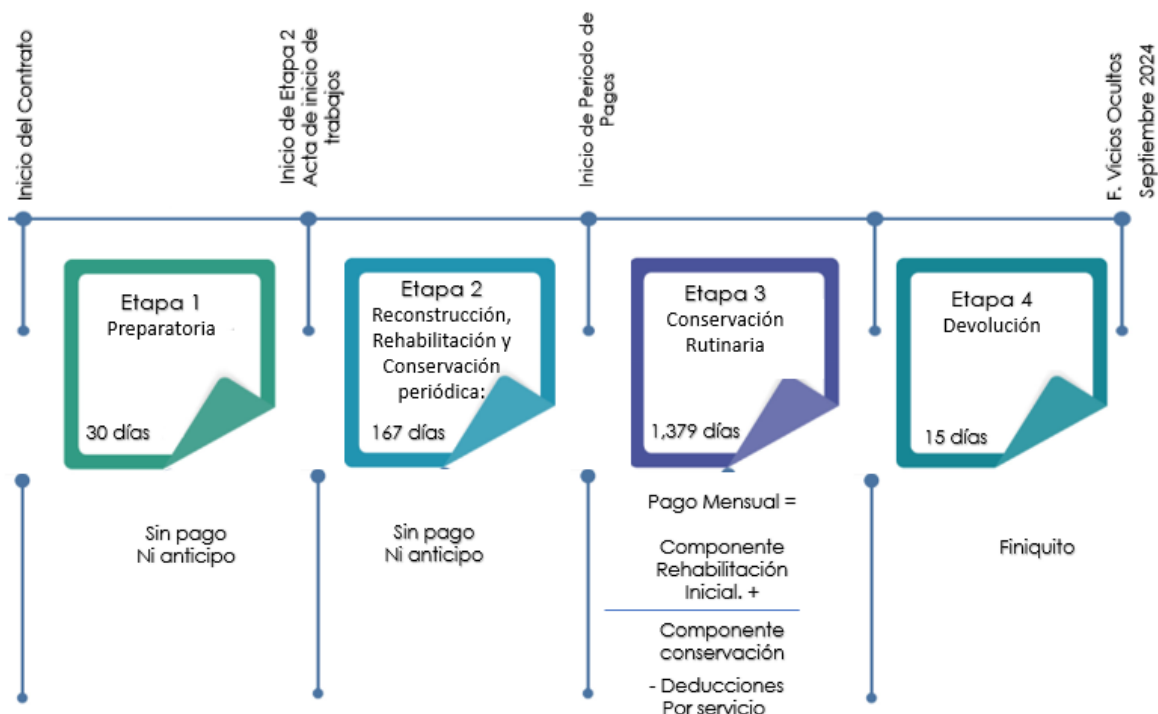 Inicio del Contrato
Inicio de Etapa 2
Acta de inicio de
trabajos
Inicio de Periodo de
Pagos
F. Vicios Ocultos
Septiembre 2024
Etapa 1
Preparatoria
30 días
Etapa 2
Reconstrucción,
Rehabilitación y
Conservación
periódica:
167 días
Etapa 3
Conservación
Rutinaria
1,379 días
Etapa 4
Devolución
15 días
Sin pago
Ni anticipo
Sin pago
Ni anticipo
Pago Mensual =
Componente
Rehabilitación
Inicial. +
Componente
conservación
- Deducciones
Por servicio
Finiquito